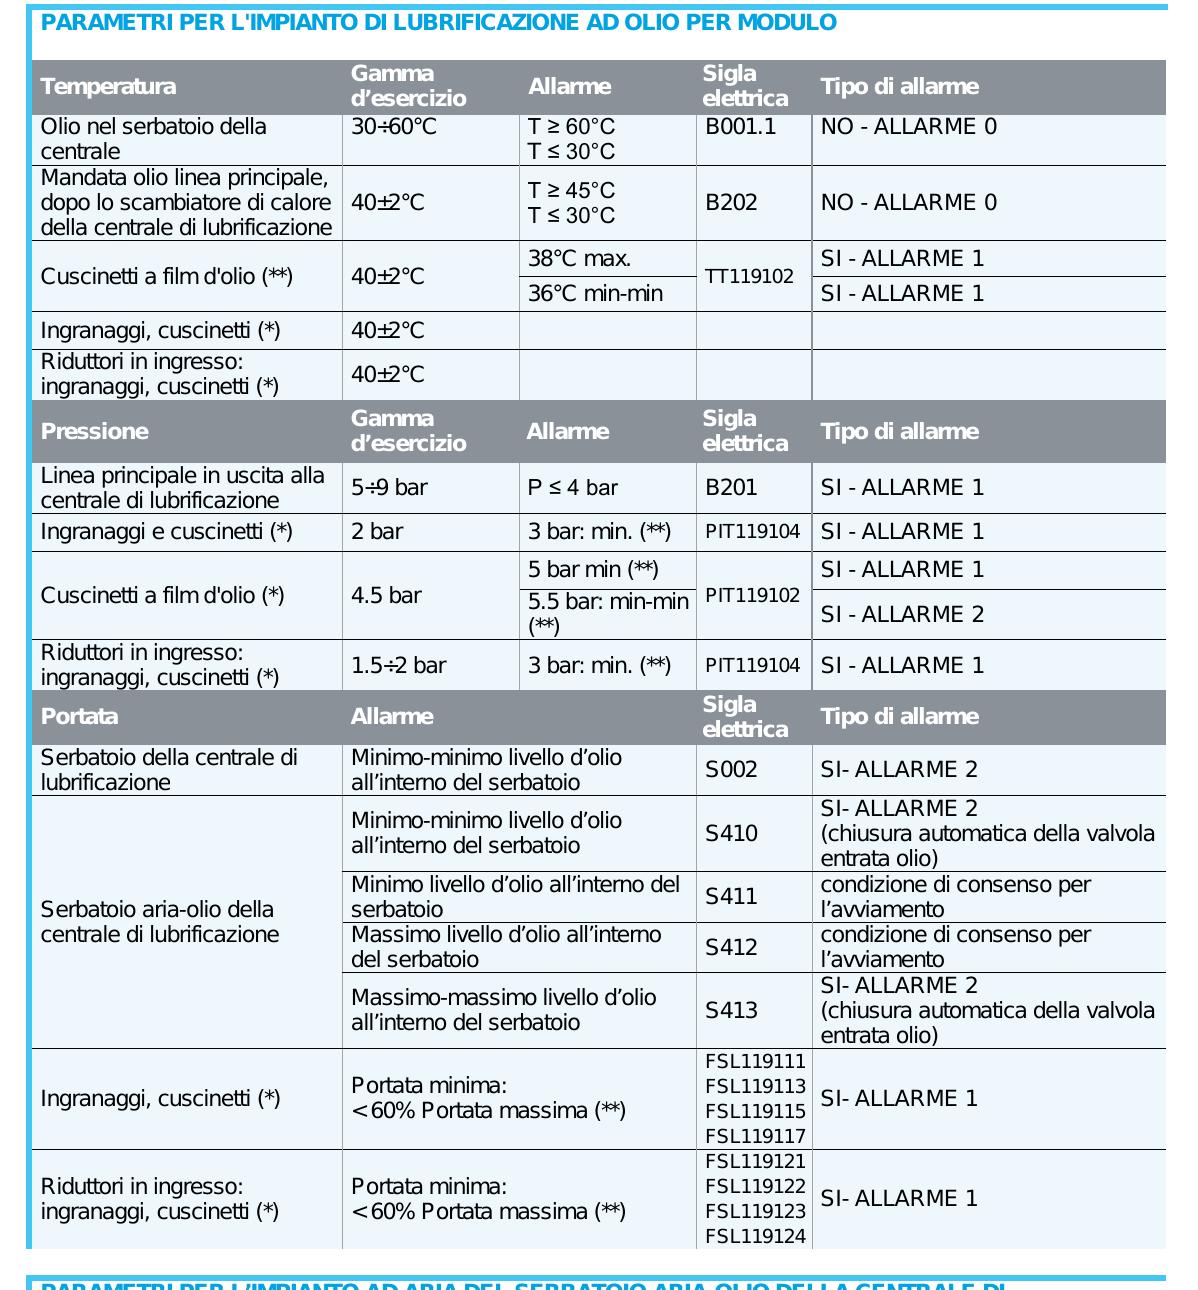 PARAMETRI PER L'IMPIANTO DI LUBRIFICAZIONE AD OLIO PER MODULO
Temperatura
Gamma
d’esercizio
Allarme
Sigla
elettrica
Tipo di allarme
Olio nel serbatoio della
centrale
30÷60°C
T ≥ 60°C
T ≤ 30°C
B001.1
NO - ALLARME 0
Mandata olio linea principale,
dopo lo scambiatore di calore
della centrale di lubrificazione
40±2°C
T ≥ 45°C
T ≤ 30°C
B202
NO - ALLARME 0
Cuscinetti a film d'olio (**)
40±2°C
38°C max.
TT119102
SI - ALLARME 1
36°C min-min
SI - ALLARME 1
Ingranaggi, cuscinetti (*)
40±2°C
Riduttori in ingresso:
ingranaggi, cuscinetti (*)
40±2°C
Pressione
Gamma
d’esercizio
Allarme
Sigla
elettrica
Tipo di allarme
Linea principale in uscita alla
centrale di lubrificazione
5÷9 bar
P ≤ 4 bar
B201
SI - ALLARME 1
Ingranaggi e cuscinetti (*)
2 bar
3 bar: min. (**)
PIT119104
SI - ALLARME 1
Cuscinetti a film d'olio (*)
4.5 bar
5 bar min (**)
PIT119102
SI - ALLARME 1
5.5 bar: min-min
(**)
SI - ALLARME 2
Riduttori in ingresso:
ingranaggi, cuscinetti (*)
1.5÷2 bar
3 bar: min. (**)
PIT119104
SI - ALLARME 1
Portata
Allarme
Sigla
elettrica
Tipo di allarme
Serbatoio della centrale di
lubrificazione
Minimo-minimo livello d’olio
all’interno del serbatoio
S002
SI- ALLARME 2
Serbatoio aria-olio della
centrale di lubrificazione
Minimo-minimo livello d’olio
all’interno del serbatoio
S410
SI- ALLARME 2
(chiusura automatica della valvola
entrata olio)
Minimo livello d’olio all’interno del
serbatoio
S411
condizione di consenso per
l’avviamento
Massimo livello d’olio all’interno
del serbatoio
S412
condizione di consenso per
l’avviamento
Massimo-massimo livello d’olio
all’interno del serbatoio
S413
SI- ALLARME 2
(chiusura automatica della valvola
entrata olio)
Ingranaggi, cuscinetti (*)
Portata minima:
<60% Portata massima (**)
FSL119111
FSL119113
FSL119115
FSL119117
SI- ALLARME 1
Riduttori in ingresso:
ingranaggi, cuscinetti (*)
Portata minima:
<60% Portata massima (**)
FSL119121
FSL119122
FSL119123
FSL119124
SI- ALLARME 1
PARAMETRI PER L’IMPIANTO AD ARIA DEL SERBATOIO ARIA-OLIO DELLA CENTRALE DI